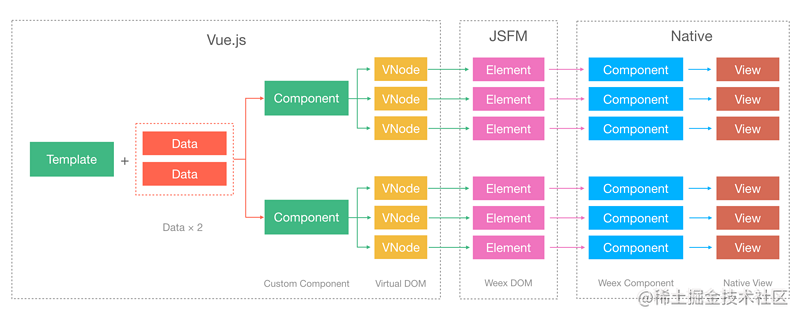 Vue.js
JSFM
Native
VNode
Element
Component
View
Component
VNode
Element
Component
View
VNode
Element
Component
View
Template
+
Data
Data
VNode
Element
Component
View
Component
VNode
Element
Component
View
Data × 2
VNode
Element
Component
View
Custom Component
Virtual DOM
Weex DOM
Weex Component
Native View
@稀土掘金技术社区